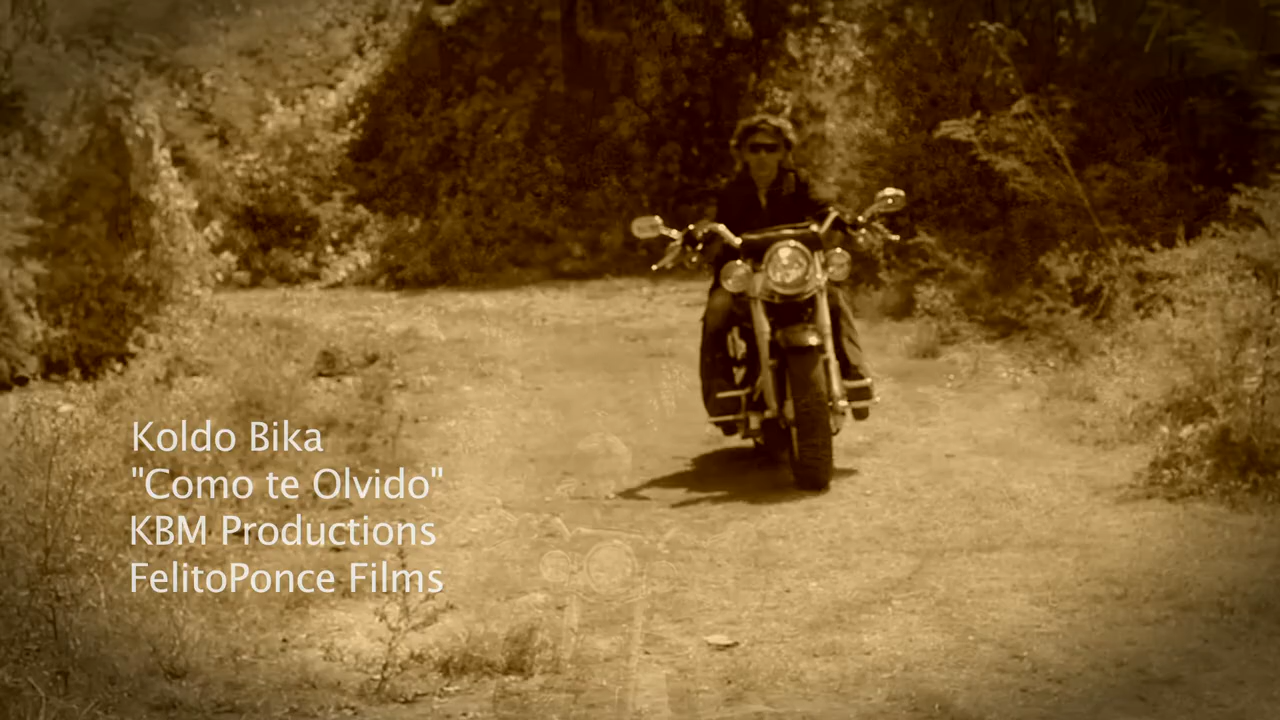 Koldo Bika
"Como te Olvido"
KBM Productions
FelitoPonce Films